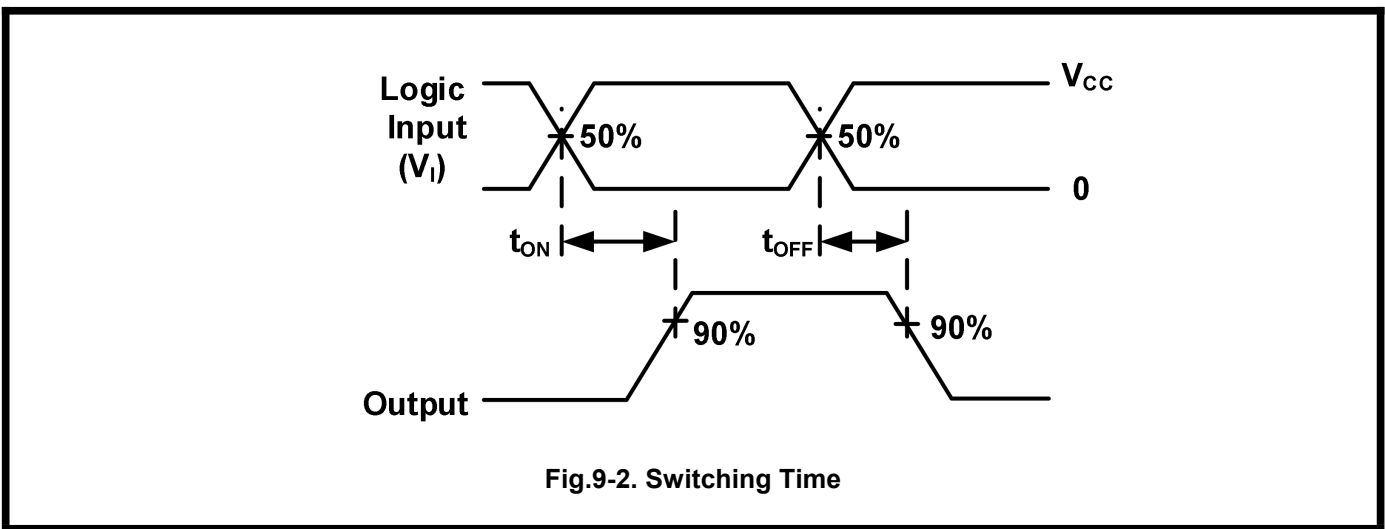 Logic
Input
(VI)
50%
50%
VCC
0
tON
tOFF
90%
90%
Output
Fig.9-2. Switching Time